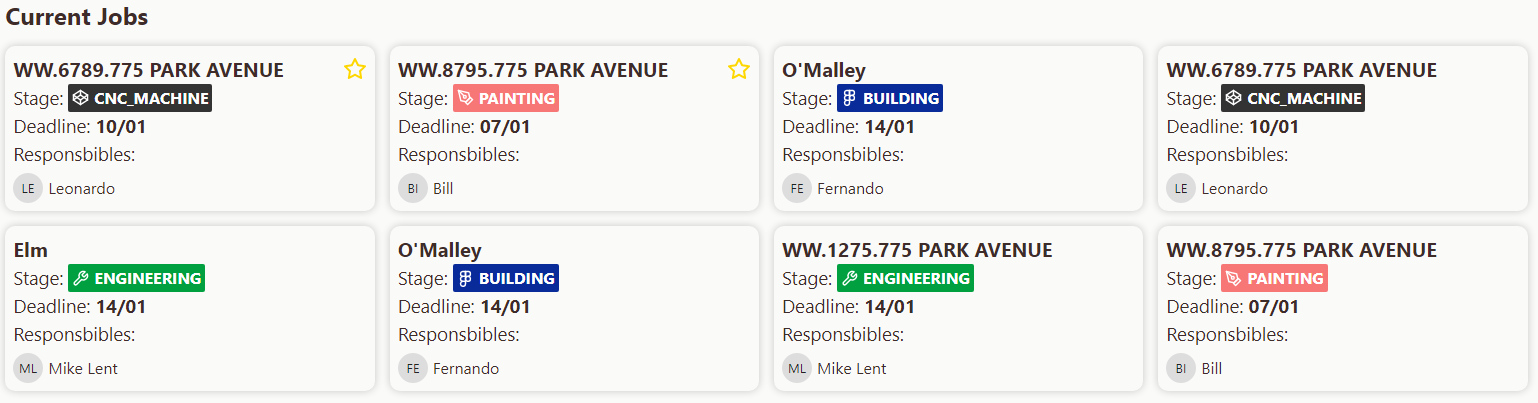 Current Jobs
WW.6789.775 PARK AVENUE
Stage: CNC_MACHINE
Deadline: 10/01
Responsbibles:
LE Leonardo
WW.8795.775 PARK AVENUE
Stage: PAINTING
Deadline: 07/01
Responsbibles:
BI Bill
O'Malley
Stage: BUILDING
Deadline: 14/01
Responsbibles:
FE Fernando
WW.6789.775 PARK AVENUE
Stage: CNC_MACHINE
Deadline: 10/01
Responsbibles:
LE Leonardo
Elm
Stage: ENGINEERING
Deadline: 14/01
Responsbibles:
ML Mike Lent
O'Malley
Stage: BUILDING
Deadline: 14/01
Responsbibles:
FE Fernando
WW.1275.775 PARK AVENUE
Stage: ENGINEERING
Deadline: 14/01
Responsbibles:
ML Mike Lent
WW.8795.775 PARK AVENUE
Stage: PAINTING
Deadline: 07/01
Responsbibles:
BI Bill